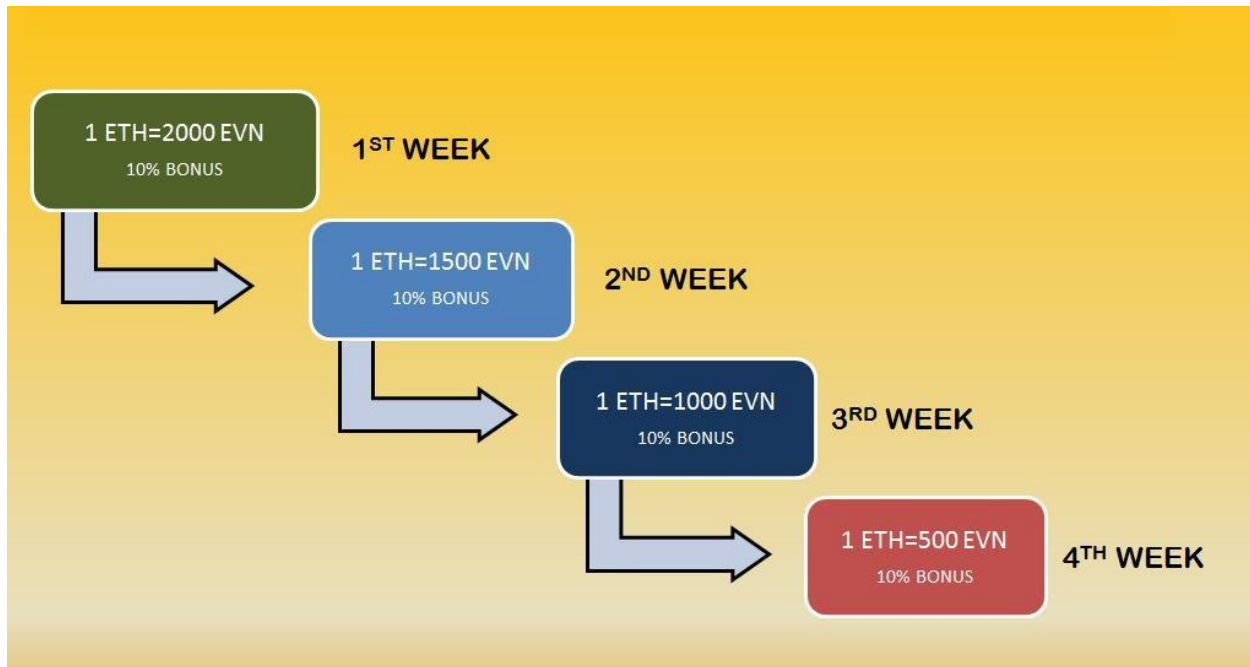 1 ETH=2000 EVN
10% BONUS
1ST WEEK
1 ETH=1500 EVN
10% BONUS
2ND WEEK
1 ETH=1000 EVN
10% BONUS
3RD WEEK
1 ETH=500 EVN
10% BONUS
4TH WEEK